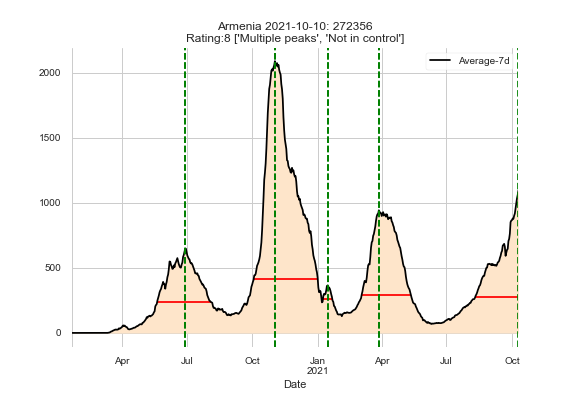 Armenia 2021-10-10: 272356
Rating:8 ['Multiple peaks', 'Not in control']
Average-7d
2000
1500
1000
500
0
Apr Jul Oct Jan Apr Jul Oct
2021
Date